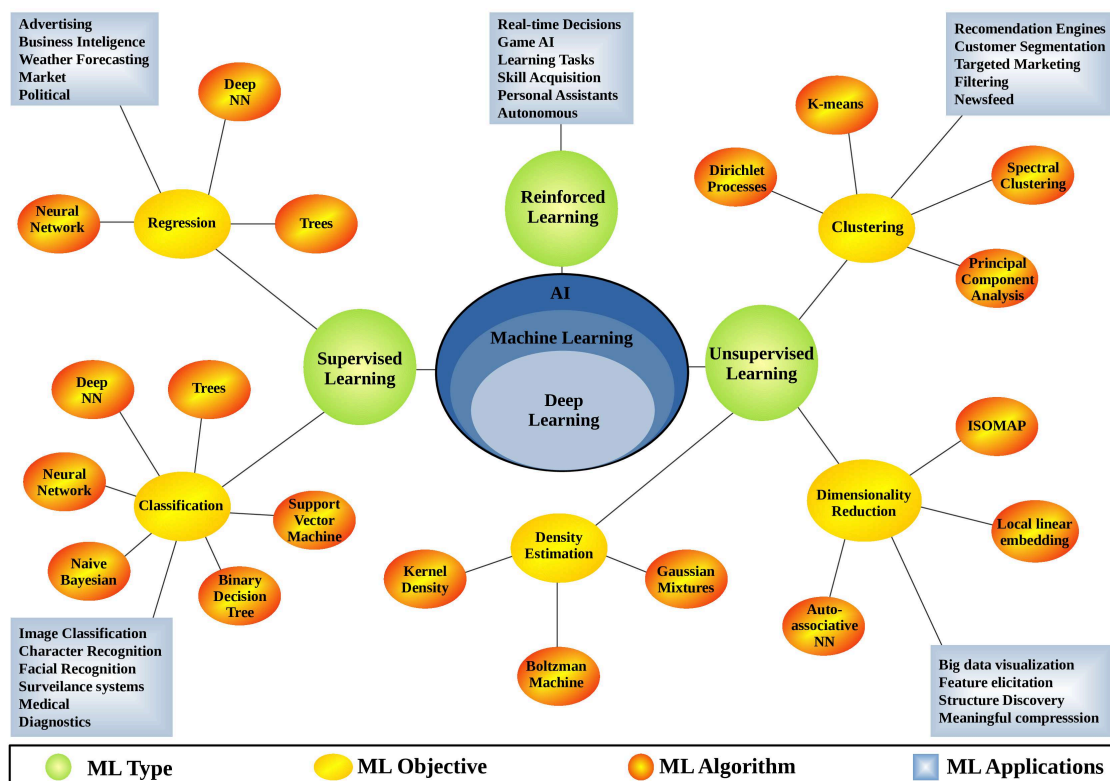 Advertising
Business Inteligence
Weather Forecasting
Market
Political
Deep
NN
Neural
Network
Regression
Trees
Real-time Decisions
Game AI
Learning Tasks
Skill Acquisition
Personal Assistants
Autonomous
Reinforced
Learning
Recomendation Engines
Customer Segmentation
Targeted Marketing
Filtering
Newsfeed
K-means
Dirichlet
Processes
Spectral
Clustering
Clustering
Principal
Component
Analysis
AI
Machine Learning
Deep
Learning
Supervised
Learning
Unsupervised
Learning
Deep
NN
Trees
Neural
Network
Classification
Support
Vector
Machine
Naive
Bayesian
Binary
Decision
Tree
Image Classification
Character Recognition
Facial Recognition
Surveilance systems
Medical
Diagnostics
Density
Estimation
Kernel
Density
Gaussian
Mixtures
Boltzman
Machine
ISOMAP
Dimensionality
Reduction
Local linear
embedding
Auto-
associative
NN
Big data visualization
Feature elicitation
Structure Discovery
Meaningful compresssion
ML Type
ML Objective
ML Algorithm
ML Applications